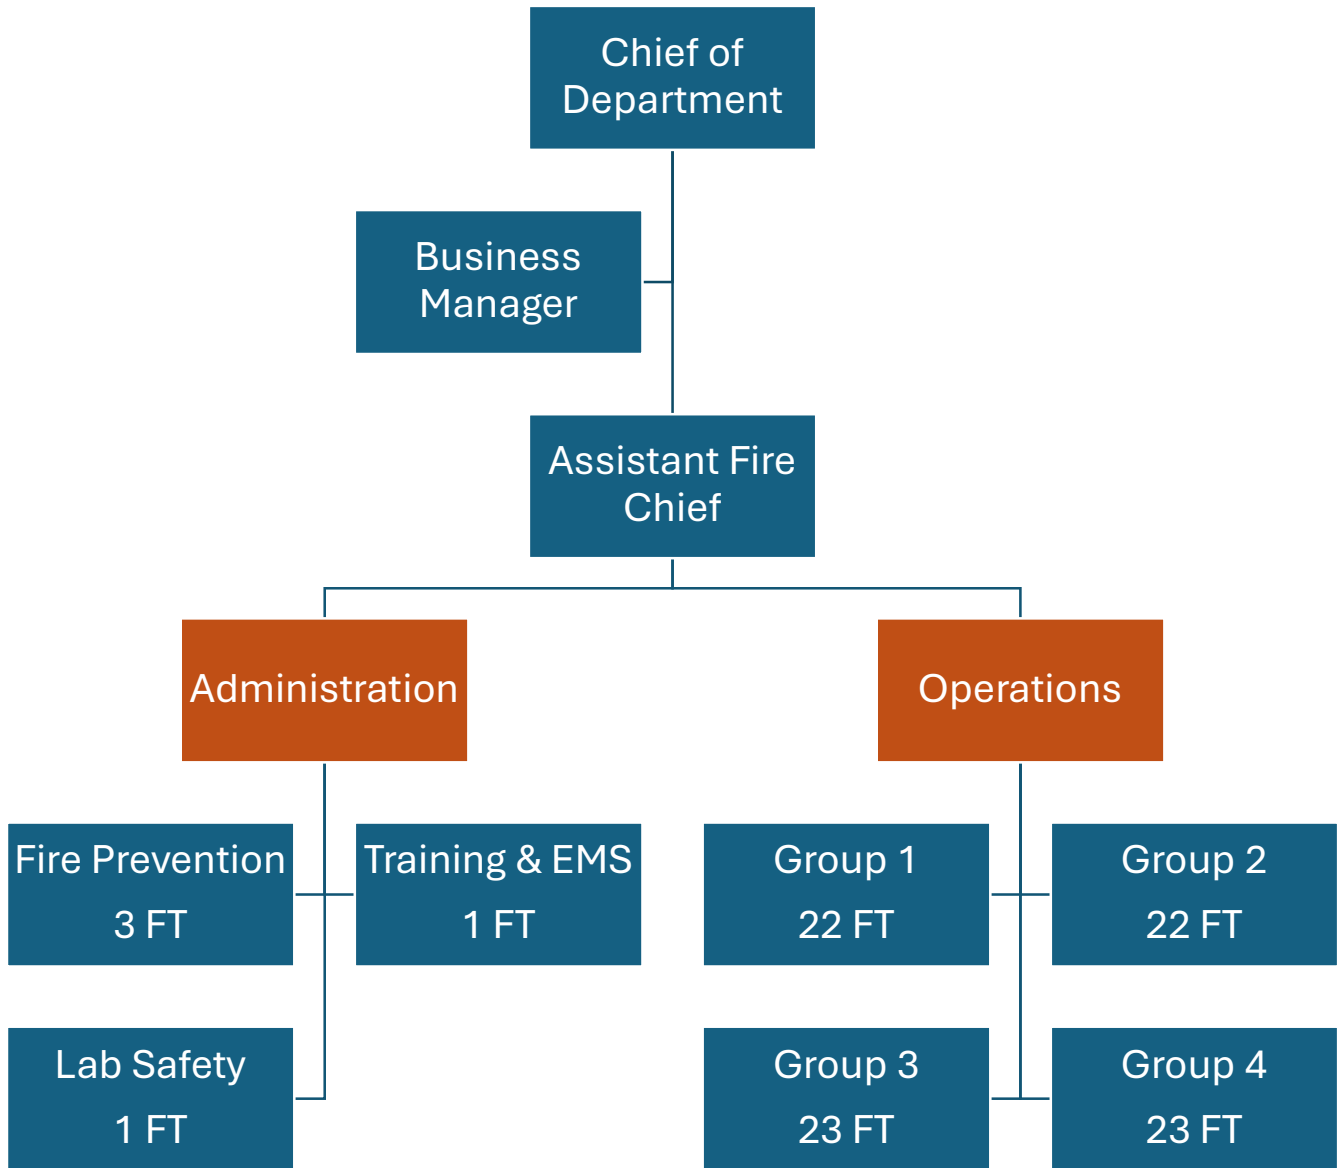 Chief of
Department
Business
Manager
Assistant Fire
Chief
Administration
Operations
Fire Prevention
3 FT
Training & EMS
1 FT
Group 1
22 FT
Group 2
22 FT
Lab Safety
1 FT
Group 3
23 FT
Group 4
23 FT